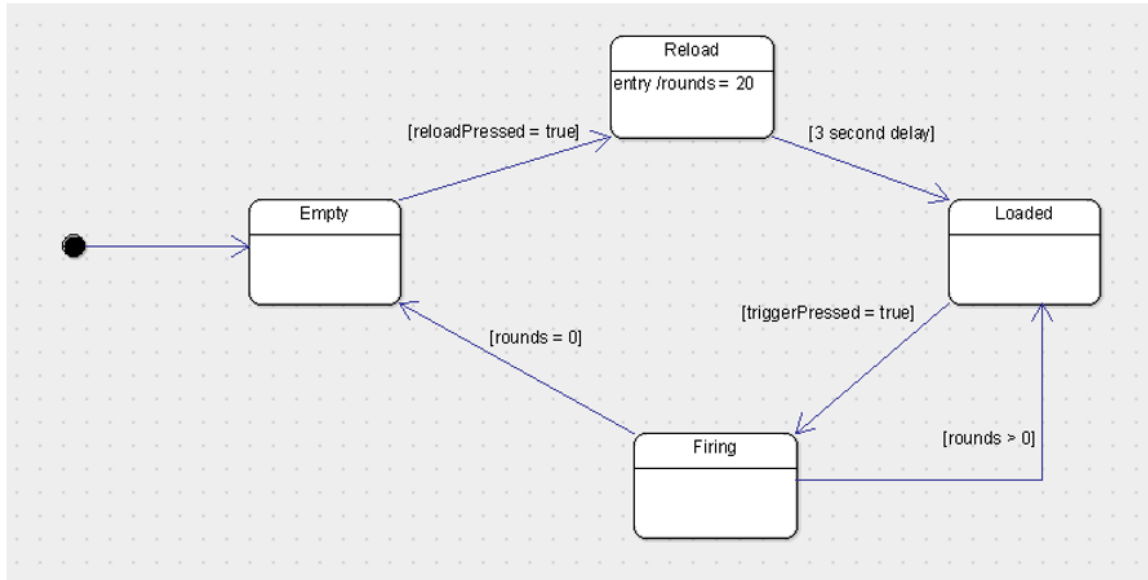 Reload
entry /rounds = 20
[reloadPressed = true]
[3 second delay]
Empty
Loaded
[triggerPressed = true]
[rounds = 0]
Firing
[rounds > 0]